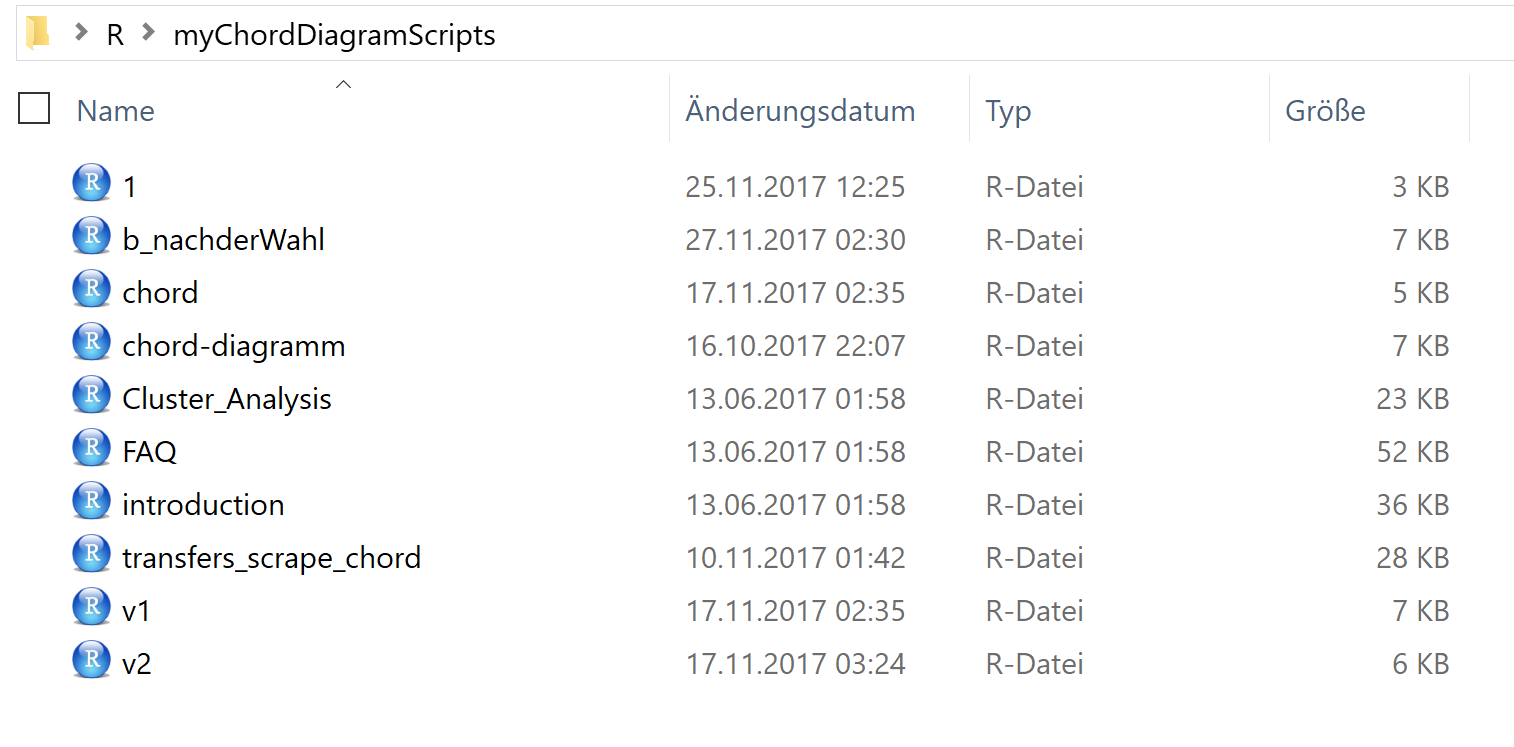 R > myChordDiagramScripts
Name Änderungsdatum Typ Größe
R 1 25.11.2017 12:25 R-Datei 3 KB
R b_nachderWahl 27.11.2017 02:30 R-Datei 7 KB
R chord 17.11.2017 02:35 R-Datei 5 KB
R chord-diagramm 16.10.2017 22:07 R-Datei 7 KB
R Cluster_Analysis 13.06.2017 01:58 R-Datei 23 KB
R FAQ 13.06.2017 01:58 R-Datei 52 KB
R introduction 13.06.2017 01:58 R-Datei 36 KB
R transfers_scrape_chord 10.11.2017 01:42 R-Datei 28 KB
R v1 17.11.2017 02:35 R-Datei 7 KB
R v2 17.11.2017 03:24 R-Datei 6 KB